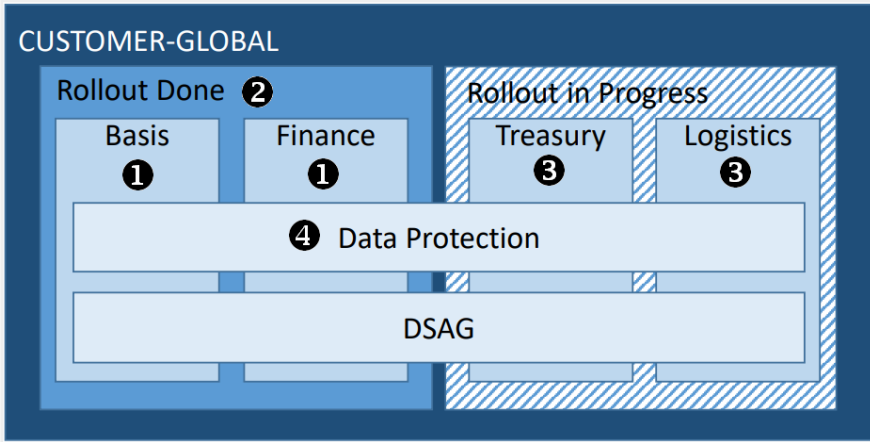 CUSTOMER-GLOBAL
Rollout Done ❷
Rollout in Progress
Basis
Finance
Treasury
Logistics
❶
❶
❸
❸
❹ Data Protection
DSAG